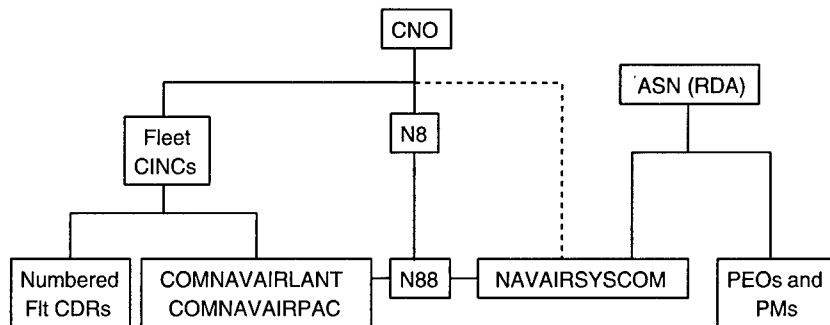 CNO
ASN (RDA)
Fleet
CINCs
N8
Numbered
Flt CDRs
COMNAVAIRLANT
COMNAVAIRPAC
N88
NAVAIRSYSCOM
PEOs and
PMs